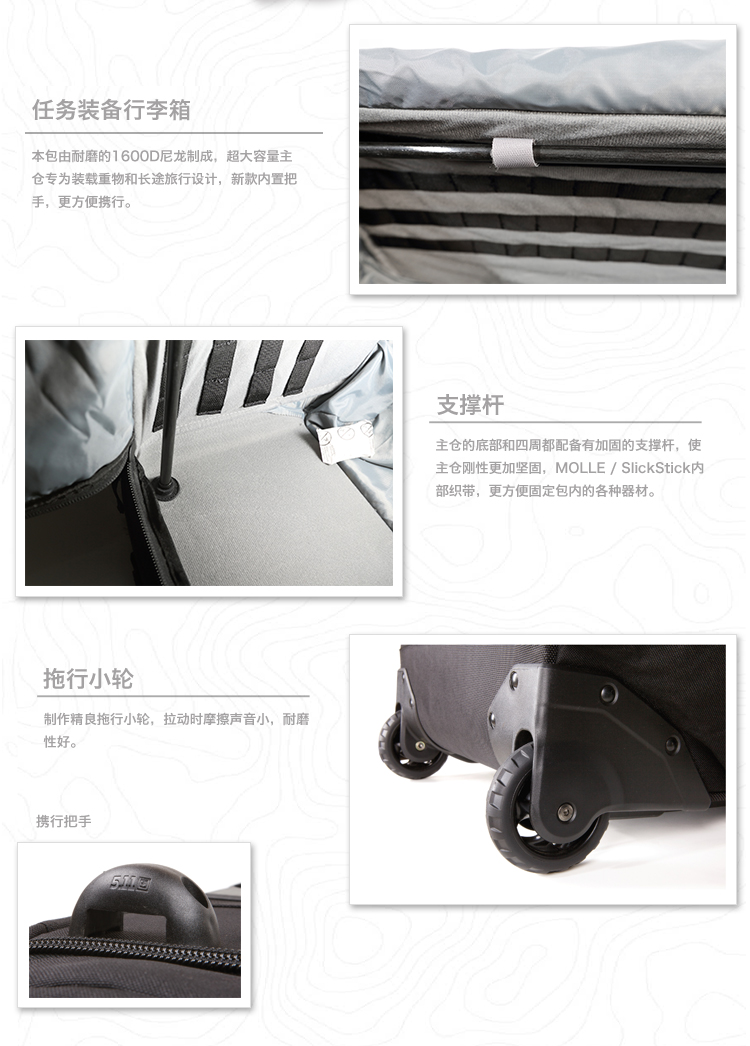 任务装备行李箱
本包由耐磨的1600D尼龙制成，超大容量主
仓专为装载重物和长途旅行设计，新款内置把
手，更方便携行。
支撑杆
主仓的底部和四周都配备有加固的支撑杆，使
主仓刚性更加坚固，MOLLE / SlickStick内
部织带，更方便固定包内的各种器材。
拖行小轮
制作精良拖行小轮，拉动时摩擦声音小，耐磨
性好。
携行把手
5.11